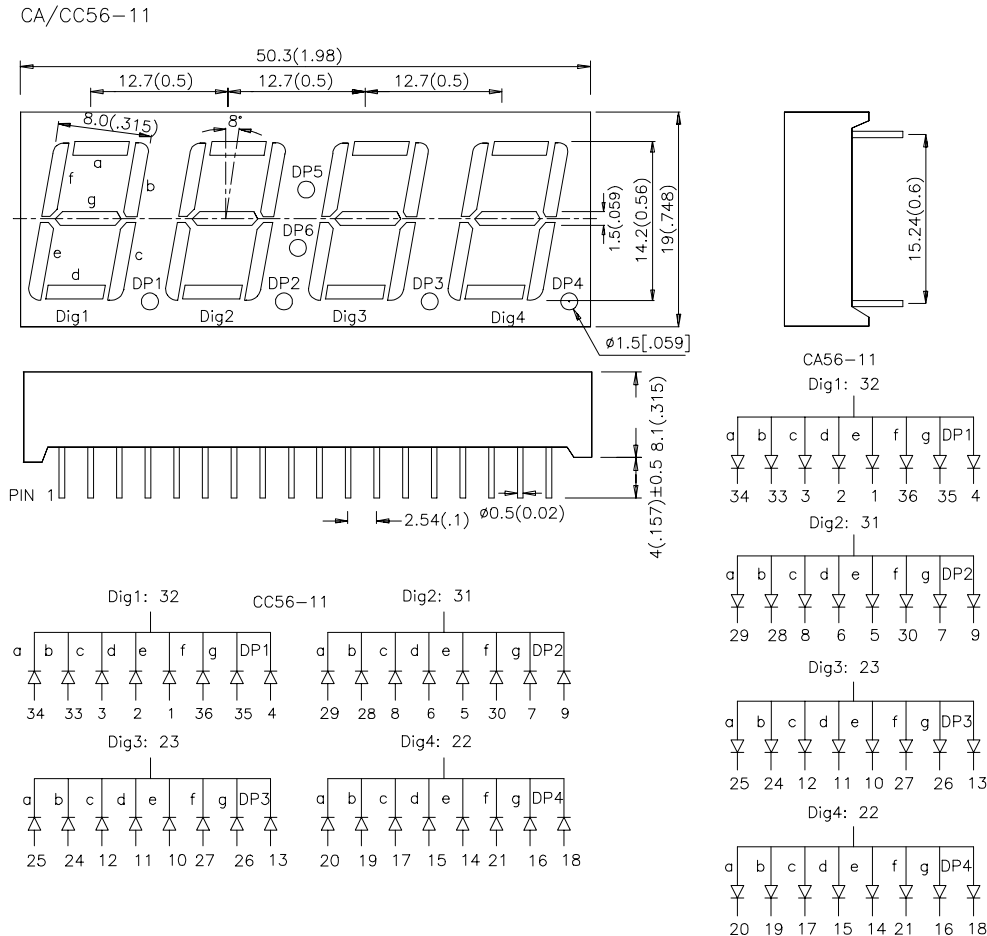 CA/CC56-11
50.3(1.98)
12.7(0.5) 12.7(0.5) 12.7(0.5)
8.0(.315) 8°
a
f b
g
e c
d
DP5
DP6
DP1 DP2 DP3 DP4
Dig1 Dig2 Dig3 Dig4
1.5(.059)
14.2(0.56)
19(.748)
ø1.5[.059]
15.24(0.6)
PIN 1
2.54(.1)
ø0.5(0.02)
4(.157)±0.5 8.1(.315)
CA56-11
Dig1: 32
a b c d e f g DP1
34 33 3 2 1 36 35 4
Dig2: 31
a b c d e f g DP2
29 28 8 6 5 30 7 9
Dig3: 23
a b c d e f g DP3
25 24 12 11 10 27 26 13
Dig4: 22
a b c d e f g DP4
20 19 17 15 14 21 16 18
CC56-11
Dig1: 32
a b c d e f g DP1
34 33 3 2 1 36 35 4
Dig2: 31
a b c d e f g DP2
29 28 8 6 5 30 7 9
Dig3: 23
a b c d e f g DP3
25 24 12 11 10 27 26 13
Dig4: 22
a b c d e f g DP4
20 19 17 15 14 21 16 18